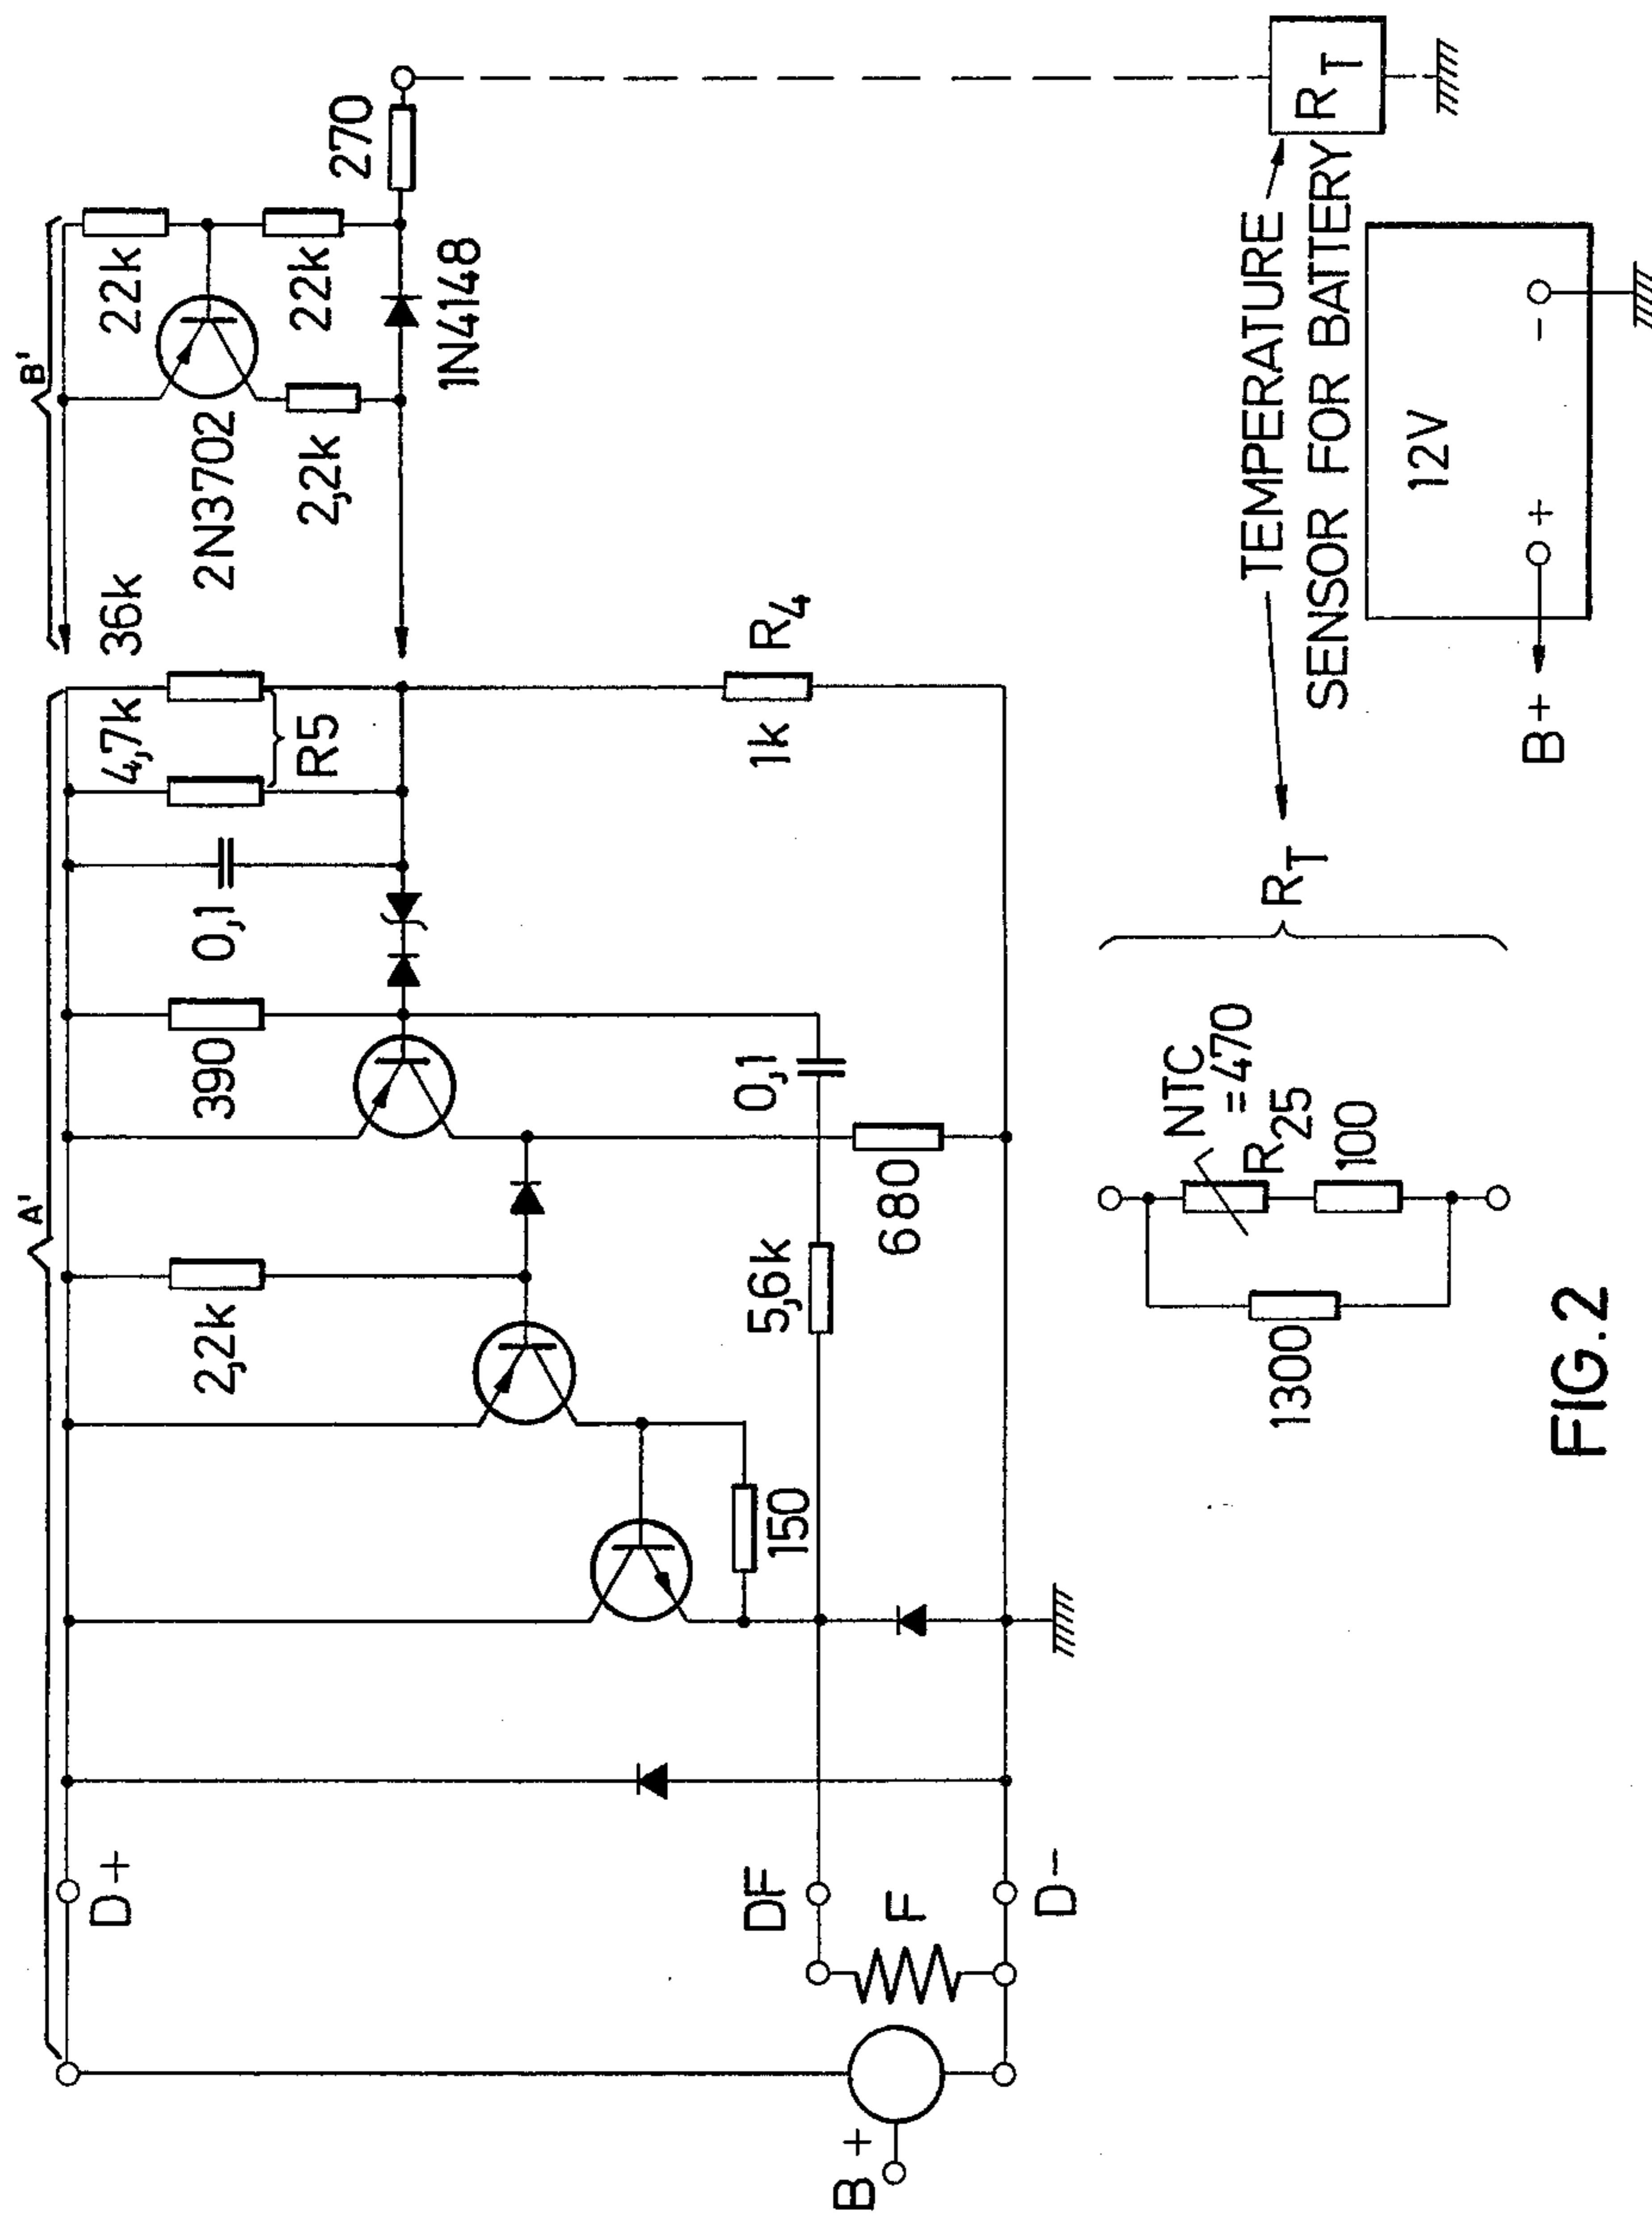 A'
B'
D+
2,2k
390
0,1
4,7k
36k
R5
22k
22k
2N3702
2,2k
270
1N4148
150
5,6k
0,1
680
1k
R4
DF
F
D-
B+
1300
NTC
R25
=470
100
RT
TEMPERATURE
SENSOR FOR BATTERY
RT
12V
+
-
B+
FIG.2